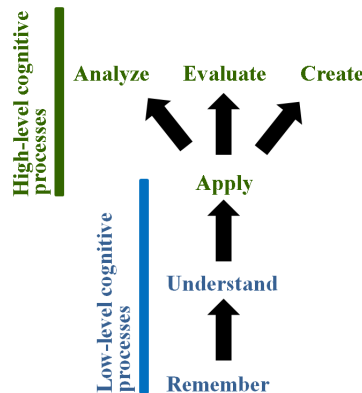 High-level cognitive
processes
Analyze Evaluate Create
Apply
Low-level cognitive
processes
Understand
Remember